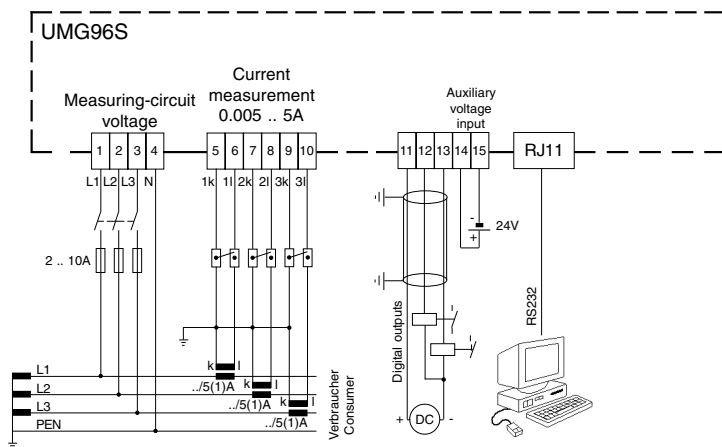 UMG96S
Measuring-circuit
voltage
Current
measurement
0.005 .. 5A
Auxiliary
voltage
input
1 2 3 4
5 6 7 8 9 10
11 12 13 14 15
RJ11
L1 L2 L3 N
1k 1l 2k 2l 3k 3l
-
+
24V
2 .. 10A
RS232
Digital outputs
L1
L2
L3
PEN
k l
../5(1)A
k l
../5(1)A
k l
../5(1)A
Verbraucher
Consumer
+ DC -